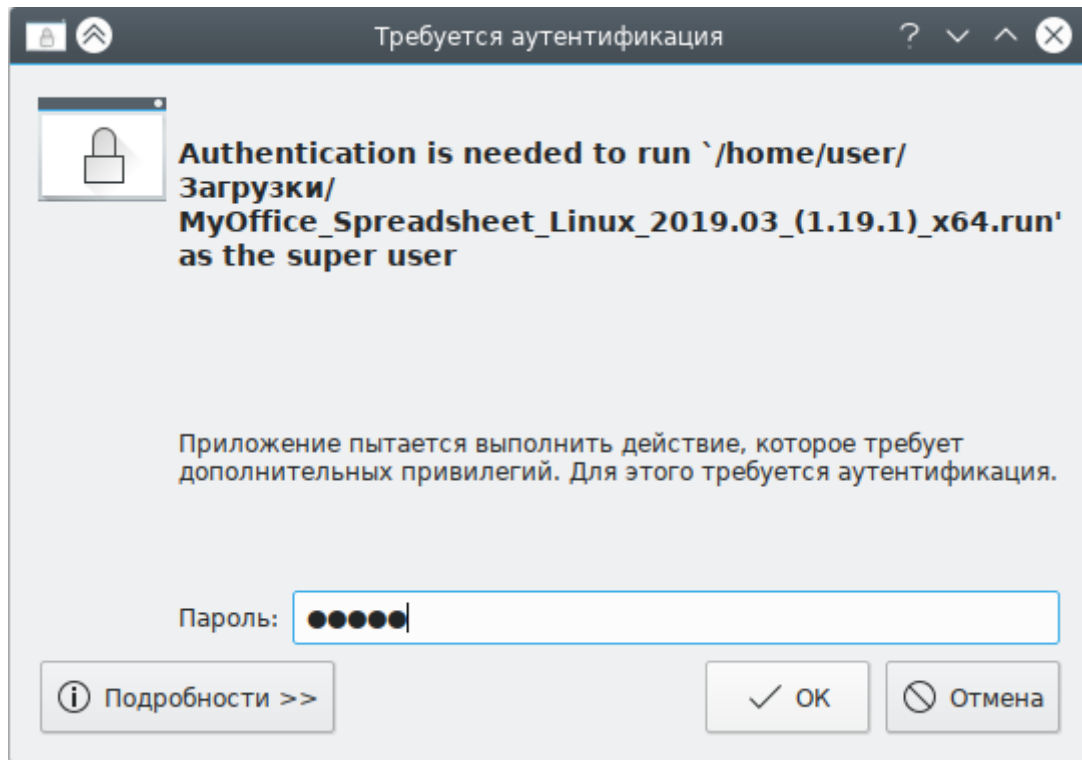 Требуется аутентификация
Authentication is needed to run `/home/user/
Загрузки/
MyOffice_Spreadsheet_Linux_2019.03_(1.19.1)_x64.run'
as the super user
Приложение пытается выполнить действие, которое требует
дополнительных привилегий. Для этого требуется аутентификация.
Пароль: ●●●●●
Подробности >> OK Отмена